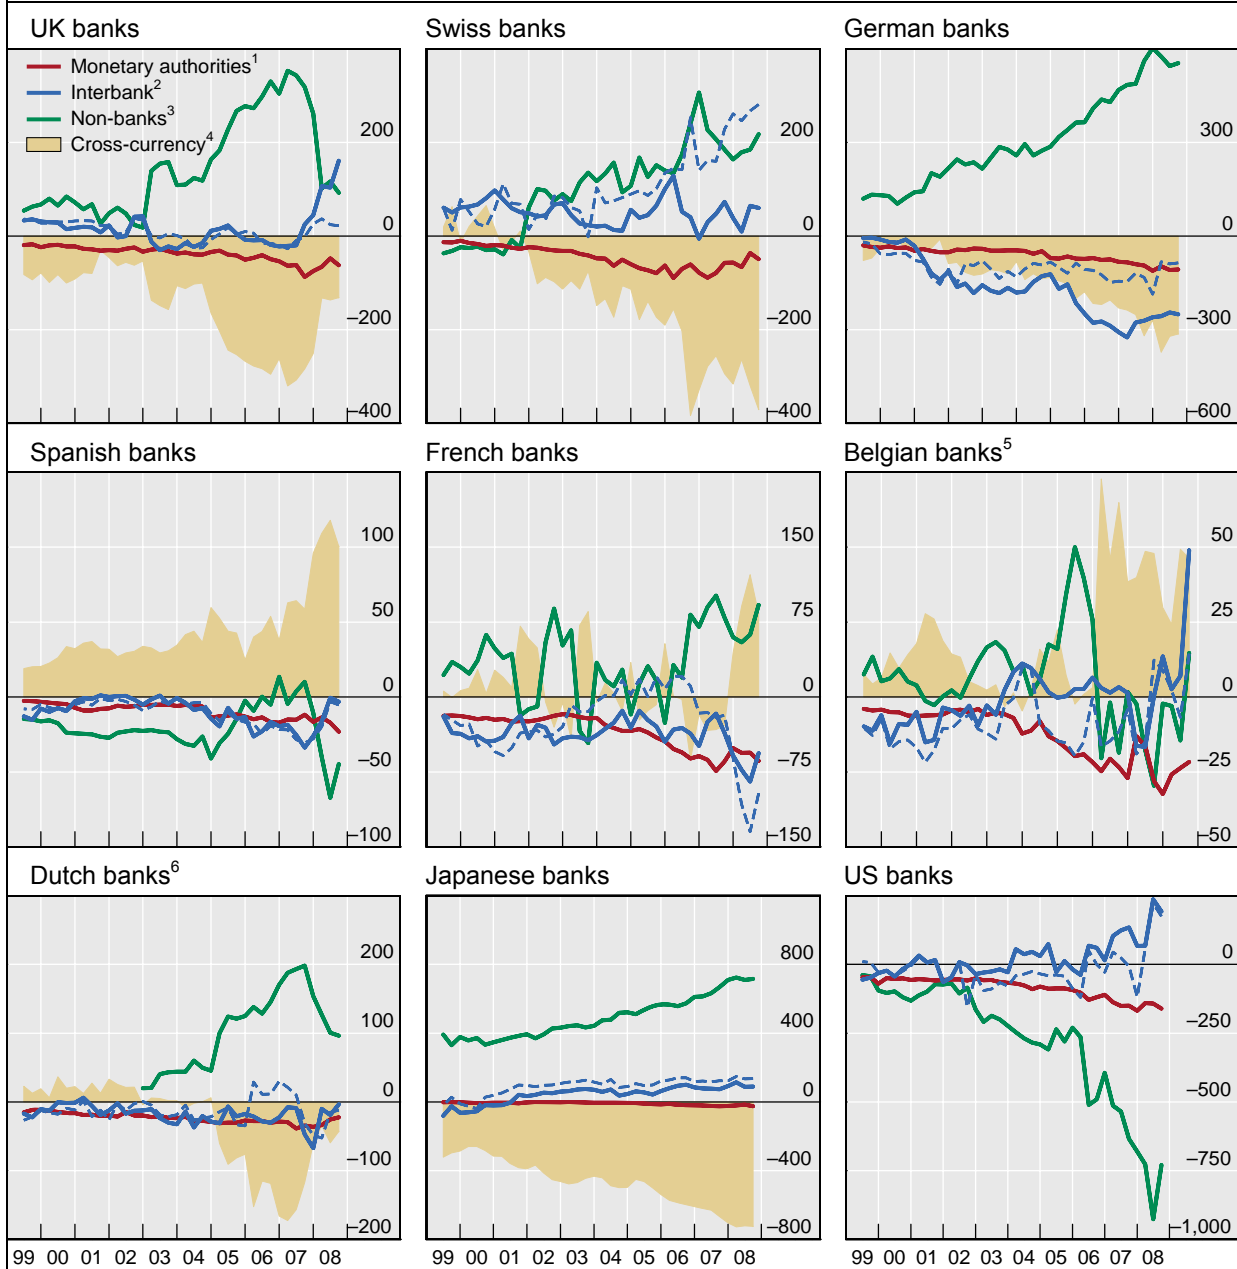 UK banks
Swiss banks
German banks
Monetary authorities¹
Interbank²
Non-banks³
Cross-currency⁴
200
0
–200
–400
200
0
–200
–400
300
0
–300
–600
Spanish banks
French banks
Belgian banks⁵
100
50
0
–50
–100
150
75
0
–75
–150
50
25
0
–25
–50
Dutch banks⁶
Japanese banks
US banks
200
100
0
–100
–200
800
400
0
–400
–800
0
–250
–500
–750
–1,000
99 00 01 02 03 04 05 06 07 08
99 00 01 02 03 04 05 06 07 08
99 00 01 02 03 04 05 06 07 08